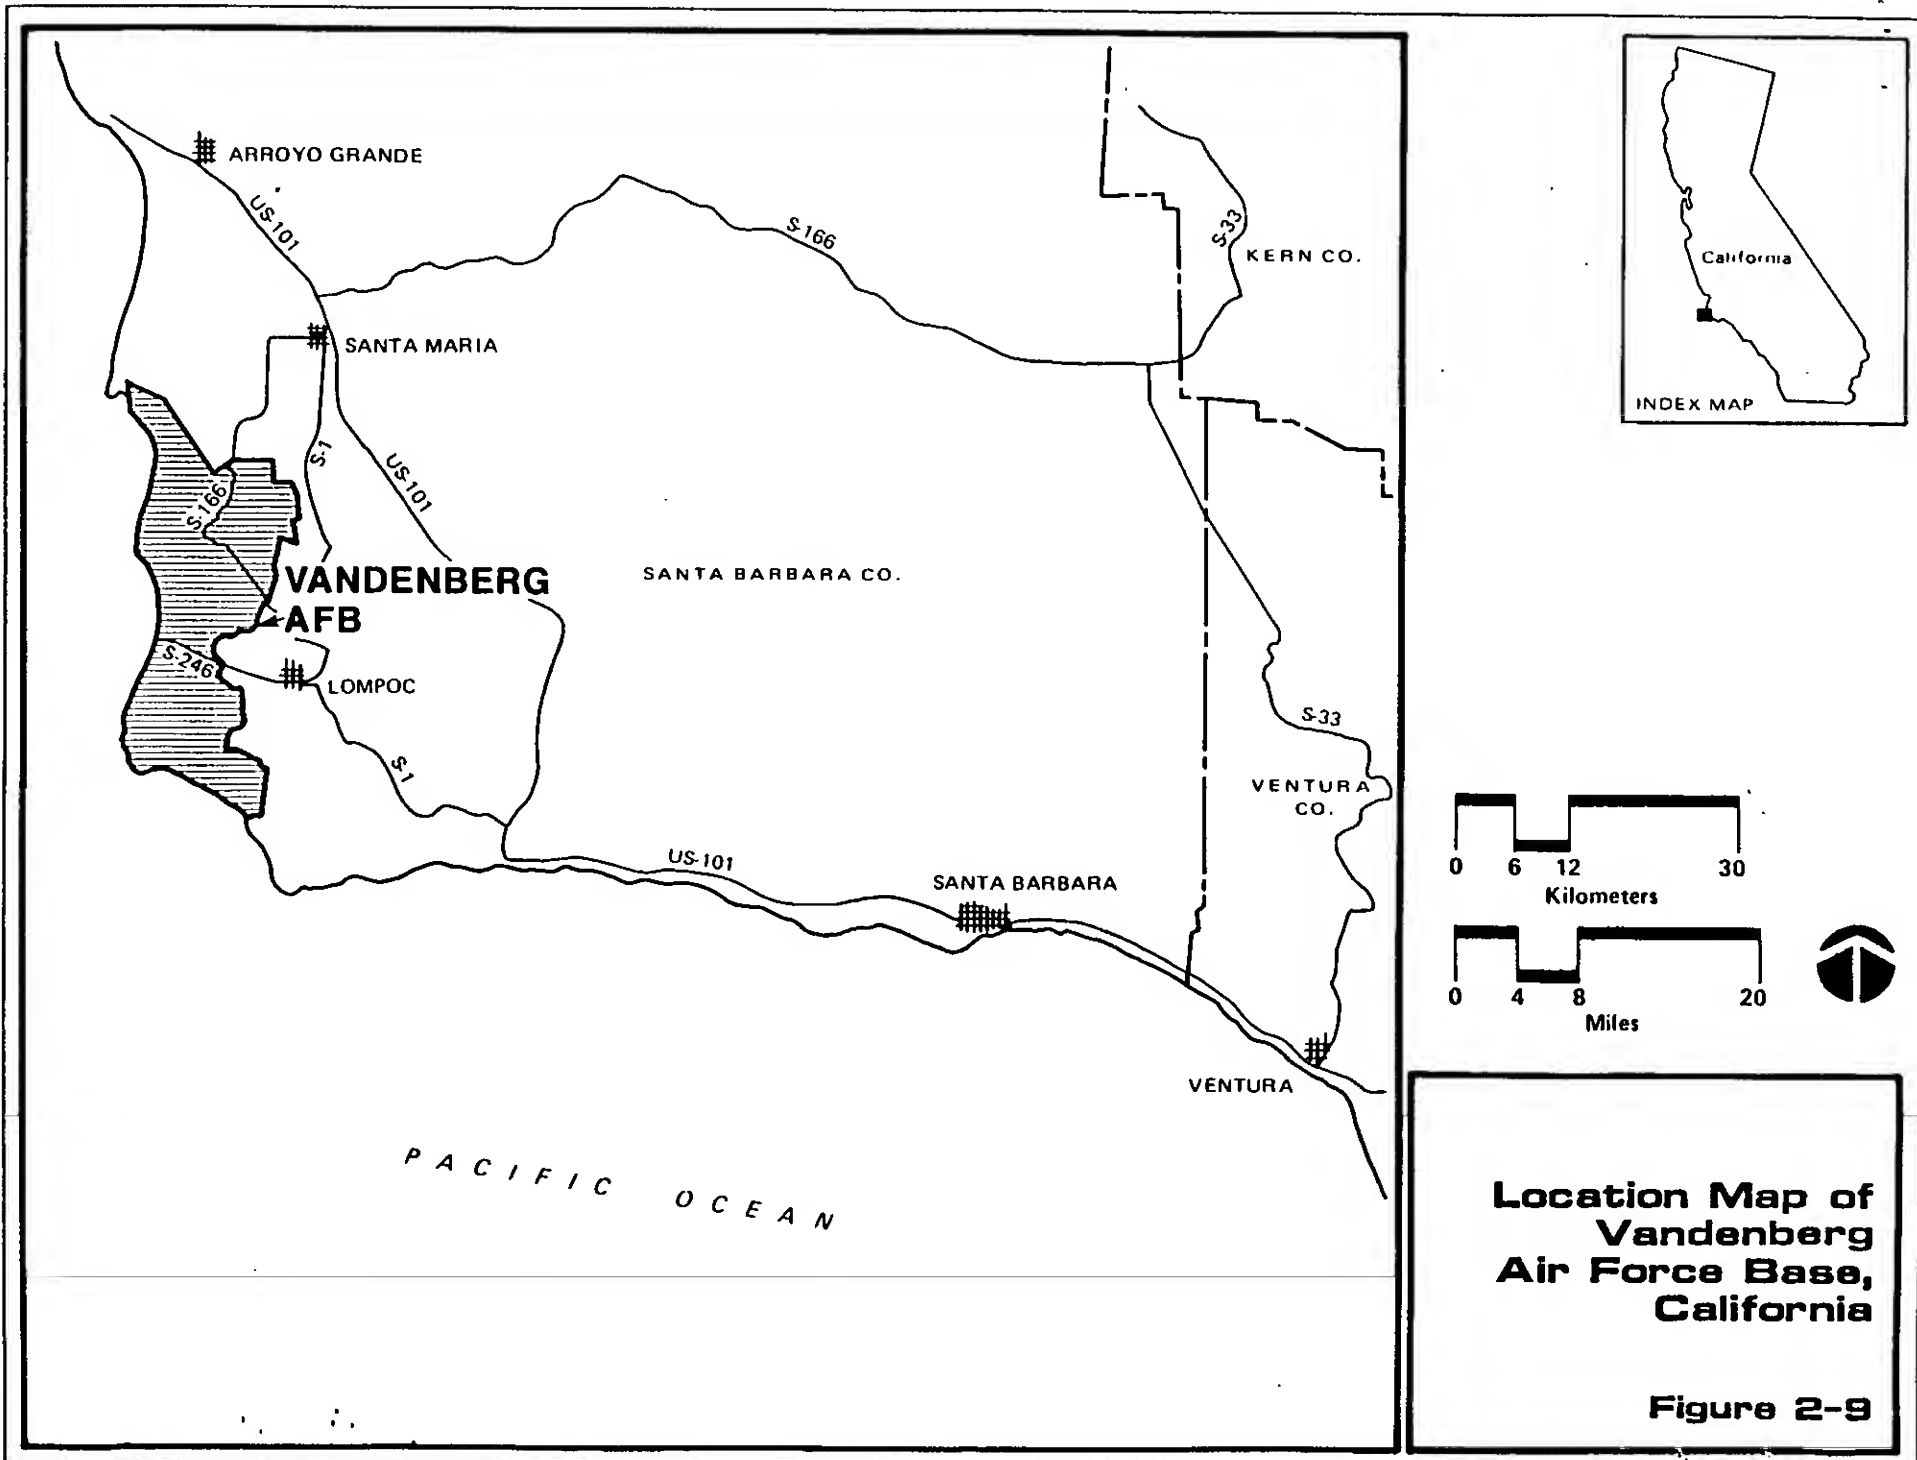 ARROYO GRANDE
US-101
S-166
S-33
KERN CO.
California
INDEX MAP
SANTA MARIA
S-1
US-101
S-166
VANDENBERG
AFB
SANTA BARBARA CO.
S-246
LOMPOC
S-1
S-33
VENTURA
CO.
US-101
SANTA BARBARA
VENTURA
PACIFIC OCEAN
0 6 12 30
Kilometers
0 4 8 20
Miles
Location Map of
Vandenberg
Air Force Base,
California
Figure 2-9